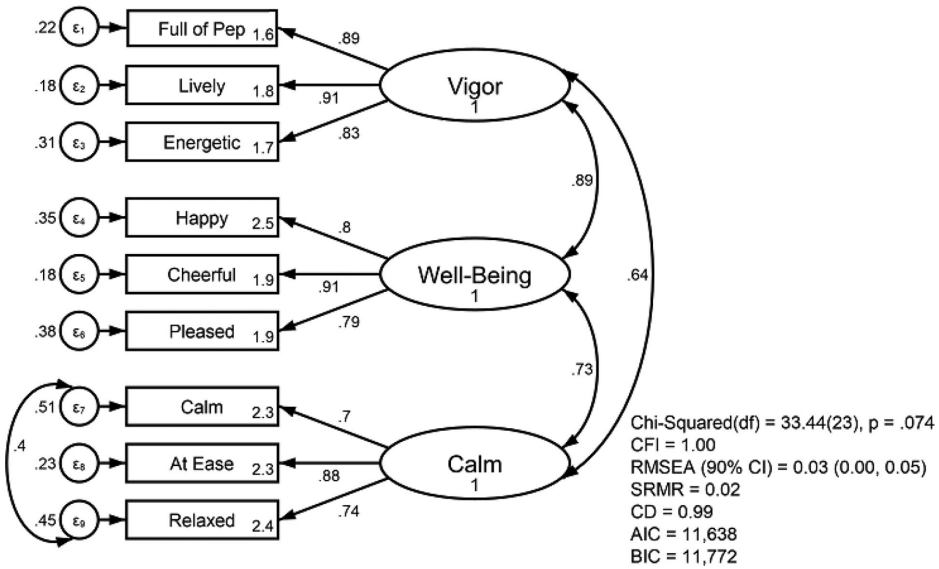 .22 ε1 Full of Pep 1.6
.89
.18 ε2 Lively 1.8
.91
Vigor
1
.31 ε3 Energetic 1.7
.83
.89
.35 ε4 Happy 2.5
.8
.18 ε5 Cheerful 1.9
.91
Well-Being
1
.64
.38 ε6 Pleased 1.9
.79
.73
.51 ε7 Calm 2.3
.7
.4
.23 ε8 At Ease 2.3
.88
Calm
1
.45 ε9 Relaxed 2.4
.74
Chi-Squared(df) = 33.44(23), p = .074
CFI = 1.00
RMSEA (90% CI) = 0.03 (0.00, 0.05)
SRMR = 0.02
CD = 0.99
AIC = 11,638
BIC = 11,772